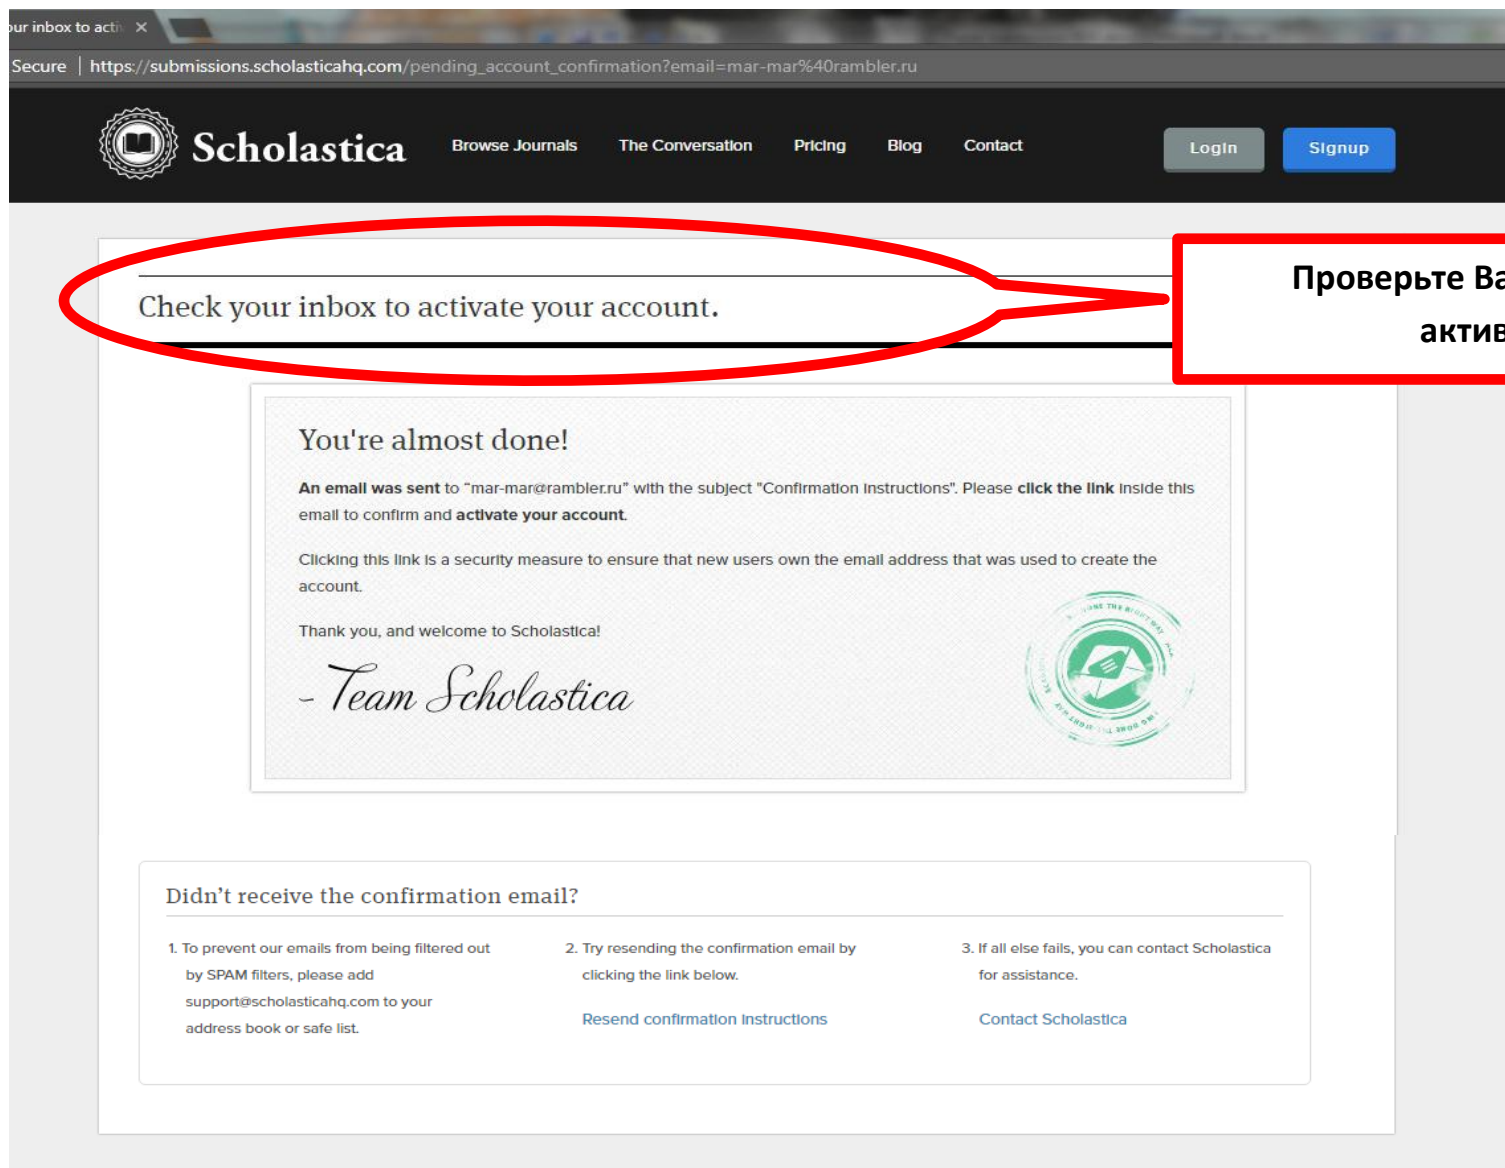 our inbox to activ
Secure | https://submissions.scholasticahq.com/pending_account_confirmation?email=mar-mar%40rambler.ru
Scholastica Browse Journals The Conversation Pricing Blog Contact Login Signup
Проверьте Ва
актив
Check your inbox to activate your account.
You're almost done!
An email was sent to “mar-mar@rambler.ru” with the subject "Confirmation Instructions". Please click the link inside this
email to confirm and activate your account.
Clicking this link is a security measure to ensure that new users own the email address that was used to create the
account.
Thank you, and welcome to Scholastica!
- Team Scholastica
Didn’t receive the confirmation email?
1. To prevent our emails from being filtered out
by SPAM filters, please add
support@scholasticahq.com to your
address book or safe list.
2. Try resending the confirmation email by
clicking the link below.
Resend confirmation instructions
3. If all else fails, you can contact Scholastica
for assistance.
Contact Scholastica